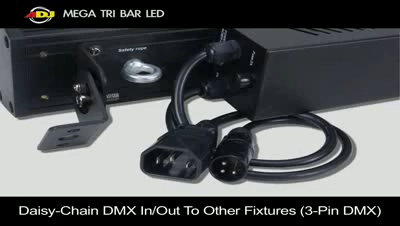 ADJ MEGA TRI BAR LED
Safety rope
Daisy-Chain DMX In/Out To Other Fixtures (3-Pin DMX)